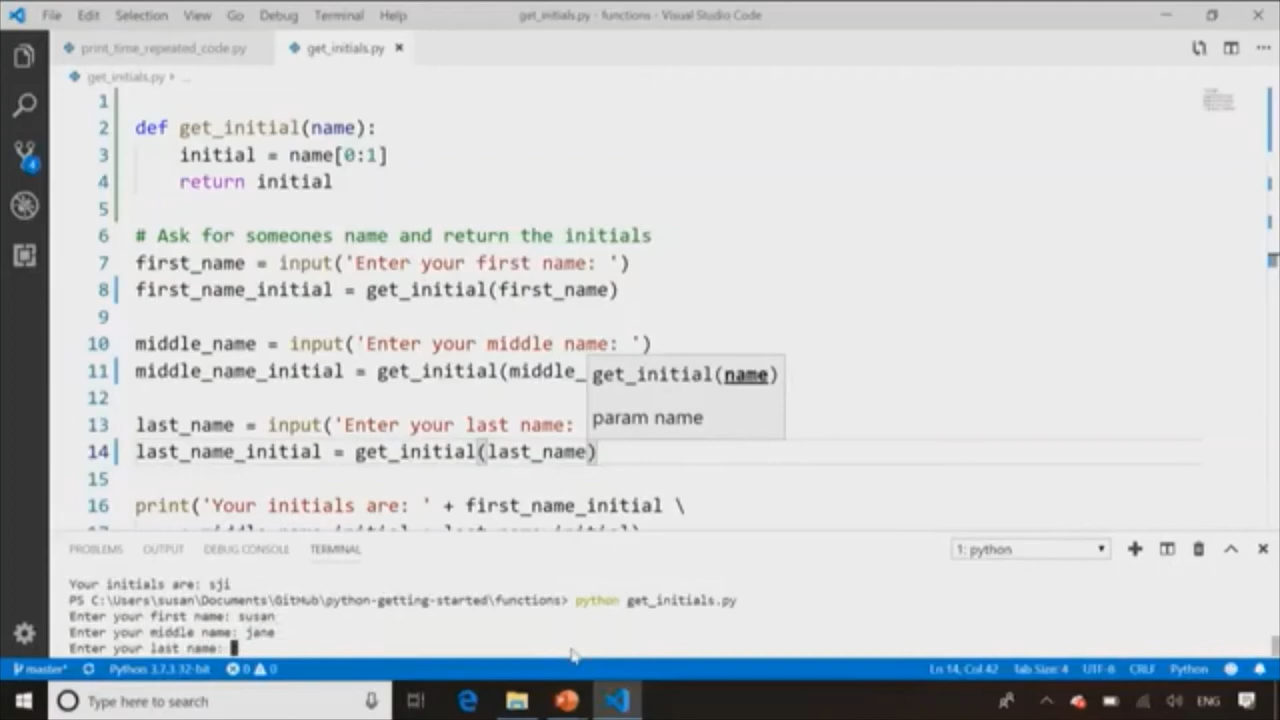 File Edit Selection View Go Debug Terminal Help get_initials.py - functions - Visual Studio Code
print_time_repeated_code.py get_initials.py
get_initials.py ...
1
2 def get_initial(name):
3 initial = name[0:1]
4 return initial
5
6 # Ask for someones name and return the initials
7 first_name = input('Enter your first name: ')
8 first_name_initial = get_initial(first_name)
9
10 middle_name = input('Enter your middle name: ')
11 middle_name_initial = get_initial(middle_
get_initial(name)
param name
12
13 last_name = input('Enter your last name:
14 last_name_initial = get_initial(last_name)
15
16 print('Your initials are: ' + first_name_initial \
PROBLEMS OUTPUT DEBUG CONSOLE TERMINAL 1: python
Your initials are: sji
PS C:\Users\susan\Documents\GitHub\python-getting-started\functions> python get_initials.py
Enter your first name: susan
Enter your middle name: jane
Enter your last name:
master* Python 3.7.3 32-bit 0 0 Ln 14, Col 42 Tab Size: 4 UTF-8 CRLF Python
Type here to search ENG